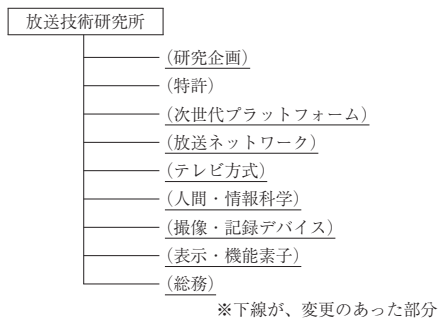 放送技術研究所
（研究企画）
（特許）
（次世代プラットフォーム）
（放送ネットワーク）
（テレビ方式）
（人間・情報科学）
（撮像・記録デバイス）
（表示・機能素子）
（総務）
※下線が、変更のあった部分